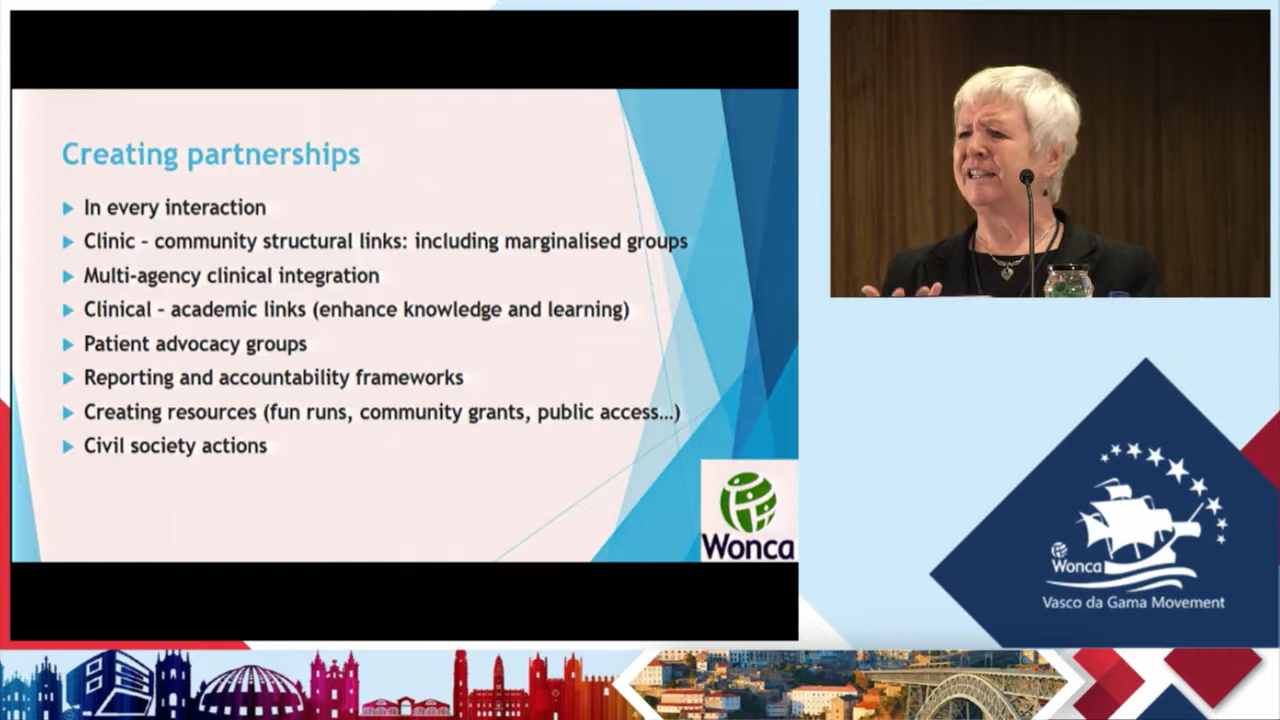 Creating partnerships
In every interaction
Clinic – community structural links: including marginalised groups
Multi-agency clinical integration
Clinical – academic links (enhance knowledge and learning)
Patient advocacy groups
Reporting and accountability frameworks
Creating resources (fun runs, community grants, public access…)
Civil society actions
Wonca
Wonca
Vasco da Gama Movement